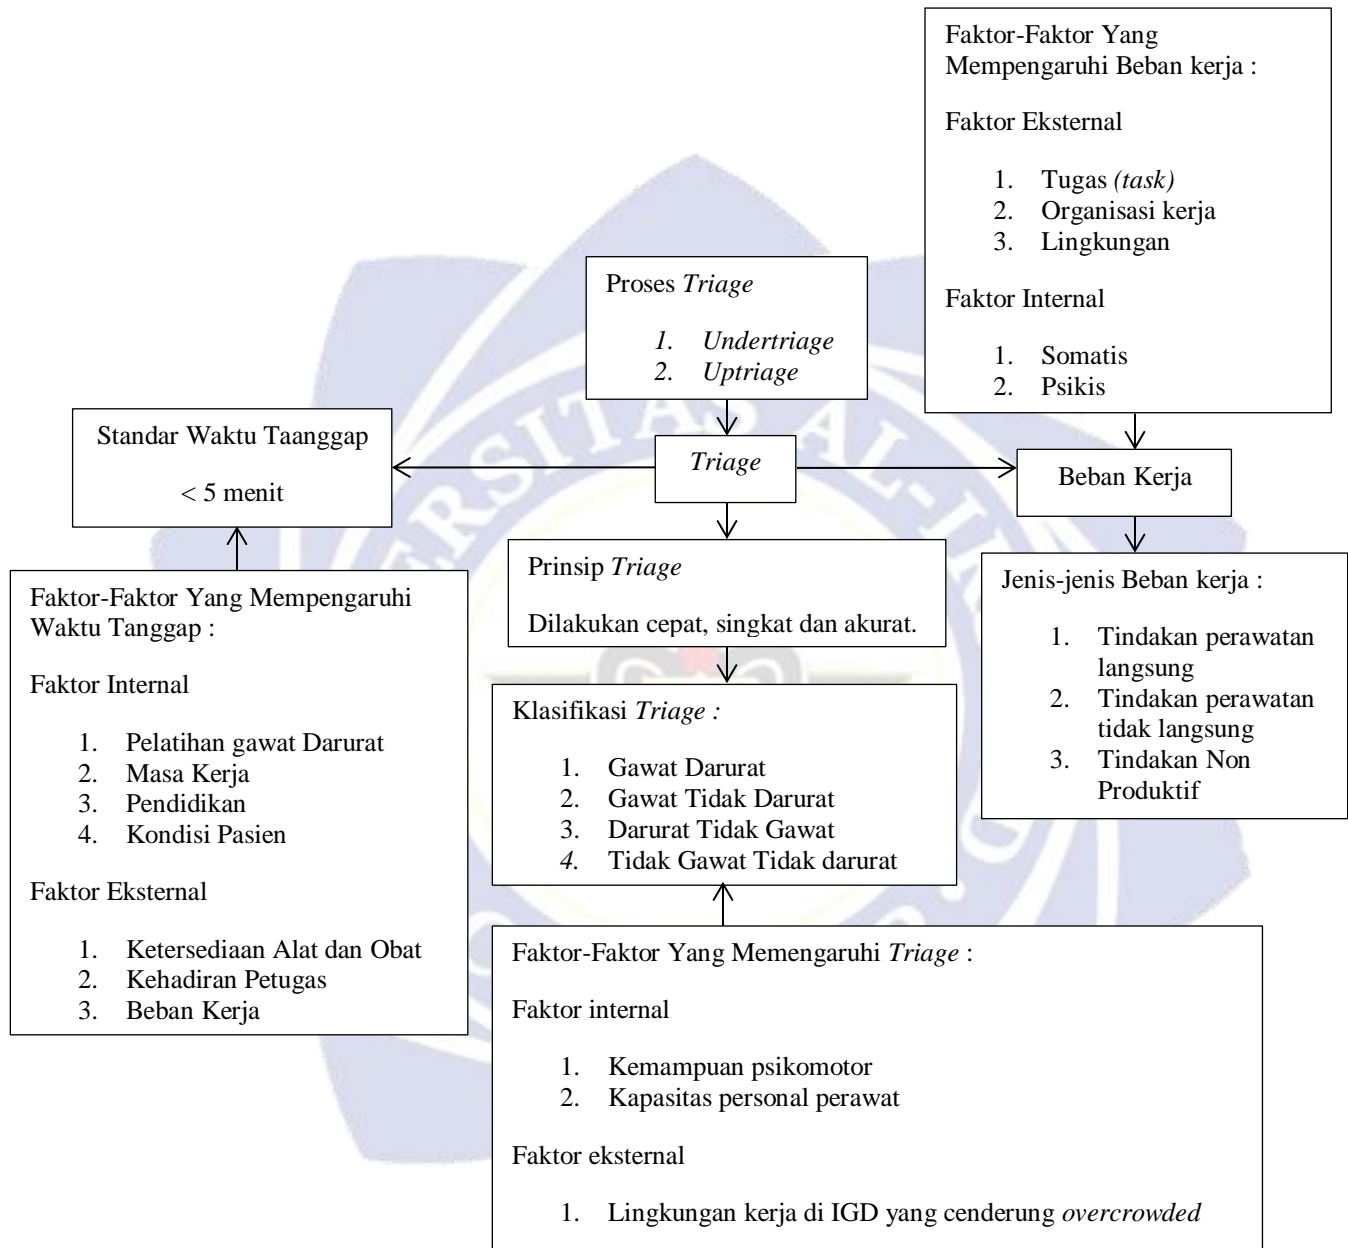 Faktor-Faktor Yang
Mempengaruhi Beban kerja :
Faktor Eksternal
1. Tugas (task)
2. Organisasi kerja
3. Lingkungan
Faktor Internal
1. Somatis
2. Psikis
Proses Triage
1. Undertriage
2. Uptriage
Standar Waktu Taanggap
< 5 menit
Triage
Beban Kerja
Prinsip Triage
Dilakukan cepat, singkat dan akurat.
Jenis-jenis Beban kerja :
1. Tindakan perawatan
langsung
2. Tindakan perawatan
tidak langsung
3. Tindakan Non
Produktif
Faktor-Faktor Yang Mempengaruhi
Waktu Tanggap :
Faktor Internal
1. Pelatihan gawat Darurat
2. Masa Kerja
3. Pendidikan
4. Kondisi Pasien
Faktor Eksternal
1. Ketersediaan Alat dan Obat
2. Kehadiran Petugas
3. Beban Kerja
Klasifikasi Triage :
1. Gawat Darurat
2. Gawat Tidak Darurat
3. Darurat Tidak Gawat
4. Tidak Gawat Tidak darurat
Faktor-Faktor Yang Memengaruhi Triage :
Faktor internal
1. Kemampuan psikomotor
2. Kapasitas personal perawat
Faktor eksternal
1. Lingkungan kerja di IGD yang cenderung overcrowded